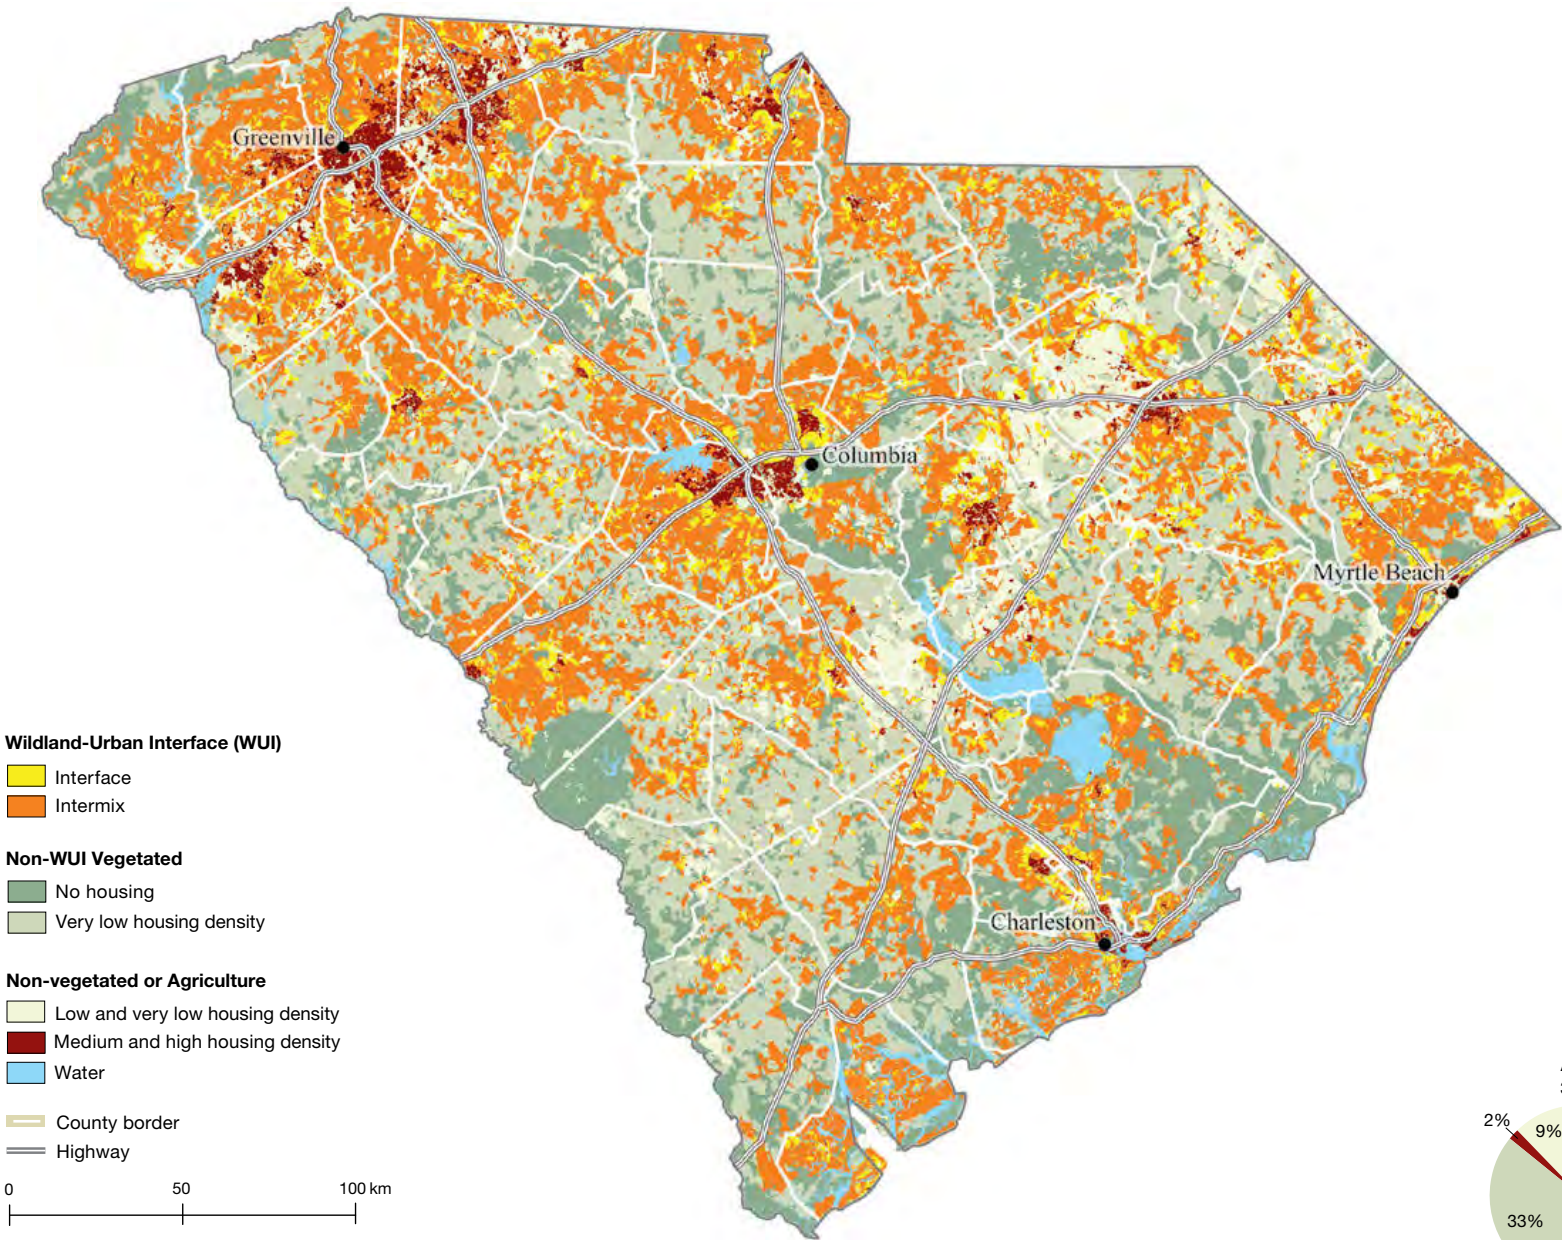 Greenville
Columbia
Myrtle Beach
Charleston
Wildland-Urban Interface (WUI)
Interface
Intermix
Non-WUI Vegetated
No housing
Very low housing density
Non-vegetated or Agriculture
Low and very low housing density
Medium and high housing density
Water
County border
Highway
0 50 100 km
2%
9%
33%